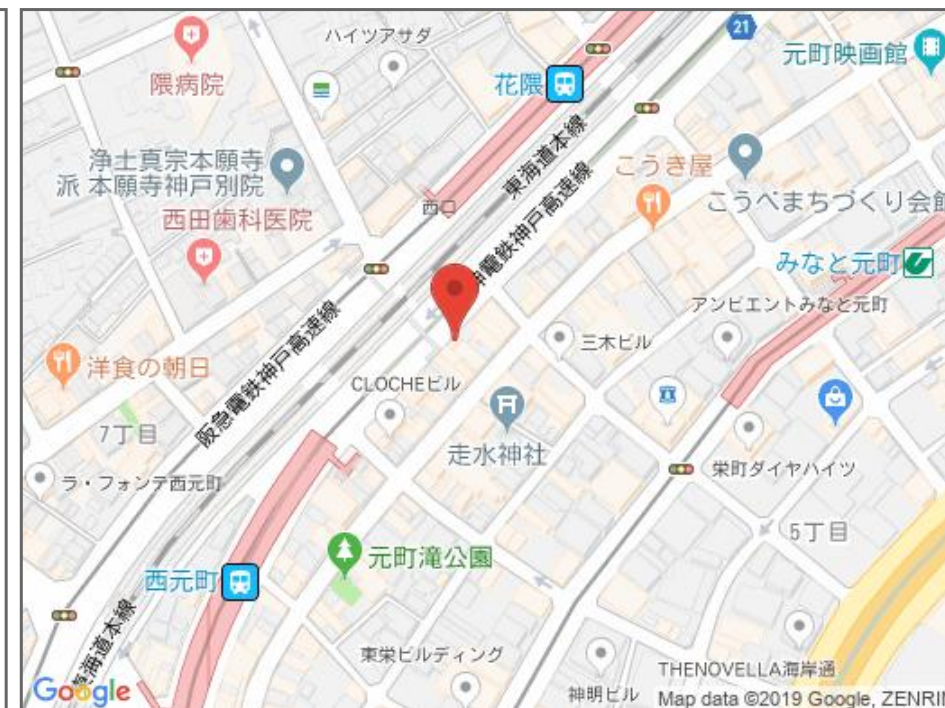 ハイツアサダ
21
元町映画館
隈病院
花隈
浄土真宗本願寺
派 本願寺神戸別院
東海道本線
こうき屋
西口
西田歯科医院
こうべまちづくり会館
神電鉄神戸高速線
みなと元町
アンビエントみなと元町
三木ビル
阪急電鉄神戸高速線
洋食の朝日
CLOCHEビル
7丁目
走水神社
栄町ダイヤハイツ
ラ・フォンテ西元町
5丁目
元町滝公園
西元町
海道本線
東栄ビルディング
THENOVELLA海岸通
神明ビル
Google
Map data ©2019 Google, ZENRIN